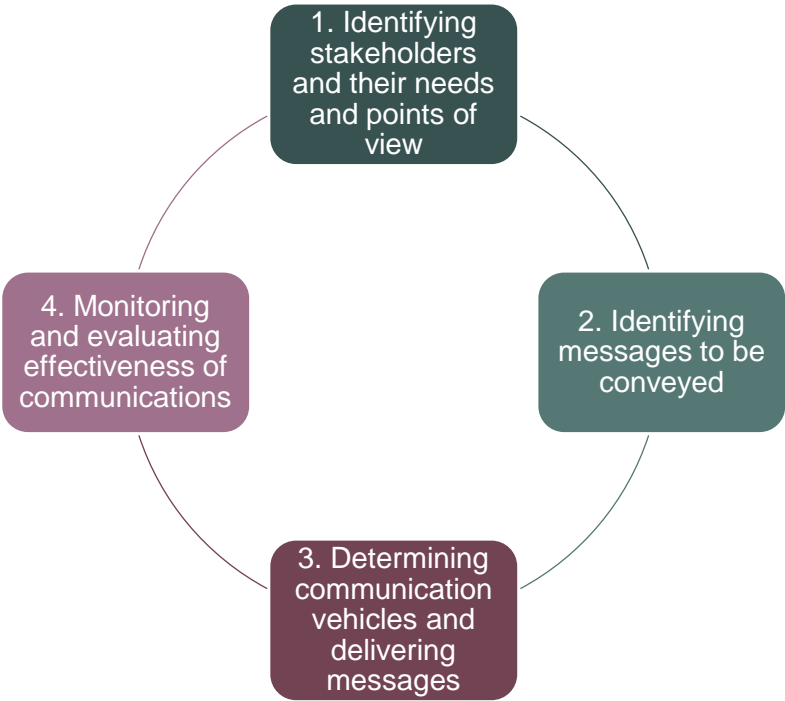 1. Identifying
stakeholders
and their needs
and points of
view
2. Identifying
messages to be
conveyed
3. Determining
communication
vehicles and
delivering
messages
4. Monitoring
and evaluating
effectiveness of
communications